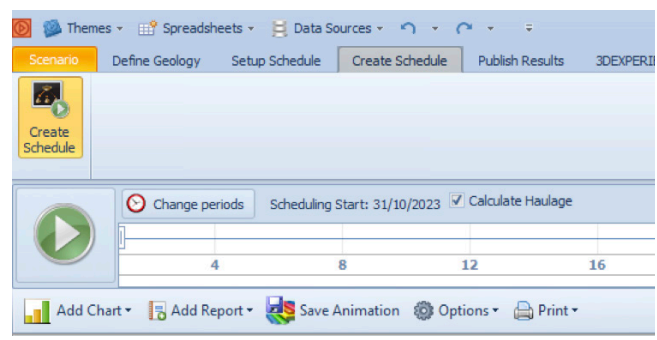 Themes Spreadsheets Data Sources
Scenario Define Geology Setup Schedule Create Schedule Publish Results 3DEXPERI
Create
Schedule
Change periods Scheduling Start: 31/10/2023 Calculate Haulage
4 8 12 16
Add Chart Add Report Save Animation Options Print